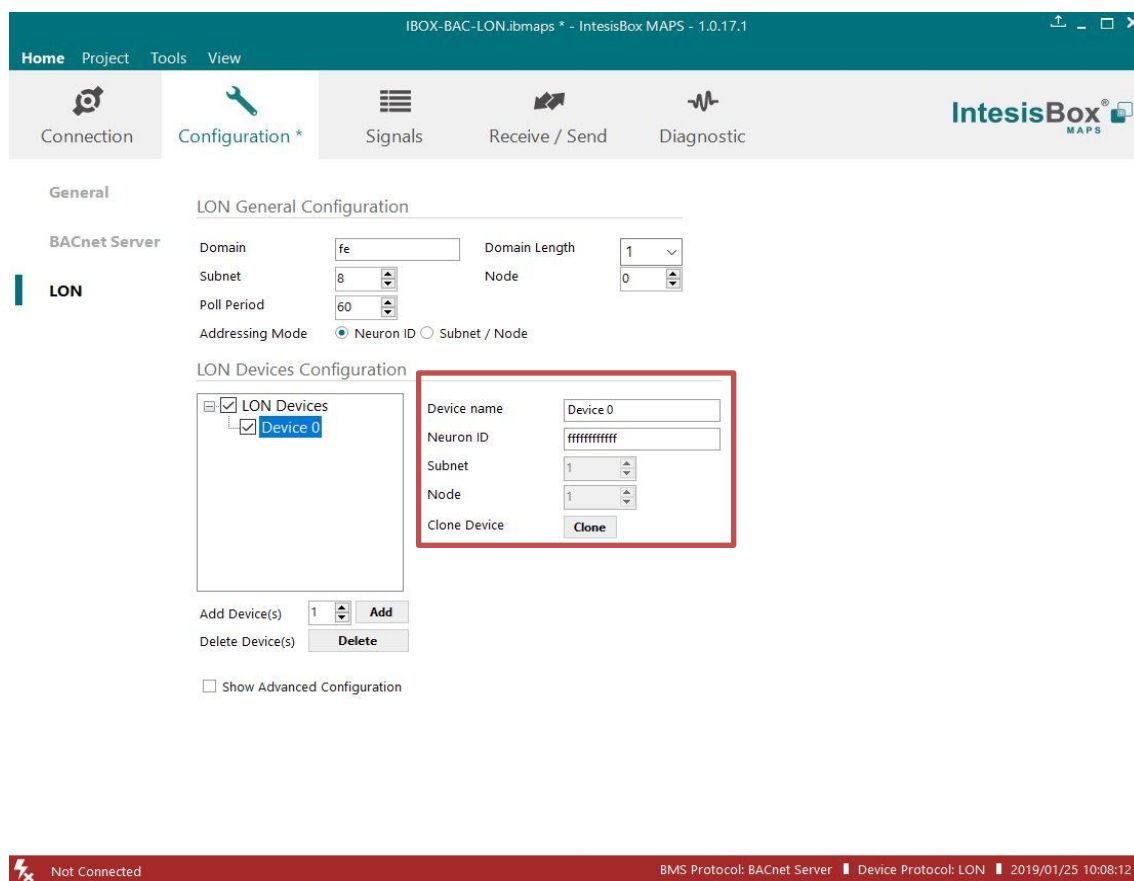 IBOX-BAC-LON.ibmaps * - IntesisBox MAPS - 1.0.17.1
Home Project Tools View
Connection Configuration * Signals Receive / Send Diagnostic
IntesisBox® MAPS
General
BACnet Server
LON
LON General Configuration
Domain fe Domain Length 1
Subnet 8 Node 0
Poll Period 60
Addressing Mode Neuron ID Subnet / Node
LON Devices Configuration
LON Devices
Device 0
Device name Device 0
Neuron ID ffffffffffff
Subnet 1
Node 1
Clone Device Clone
Add Device(s) 1 Add
Delete Device(s) Delete
Show Advanced Configuration
Not Connected BMS Protocol: BACnet Server Device Protocol: LON 2019/01/25 10:08:12